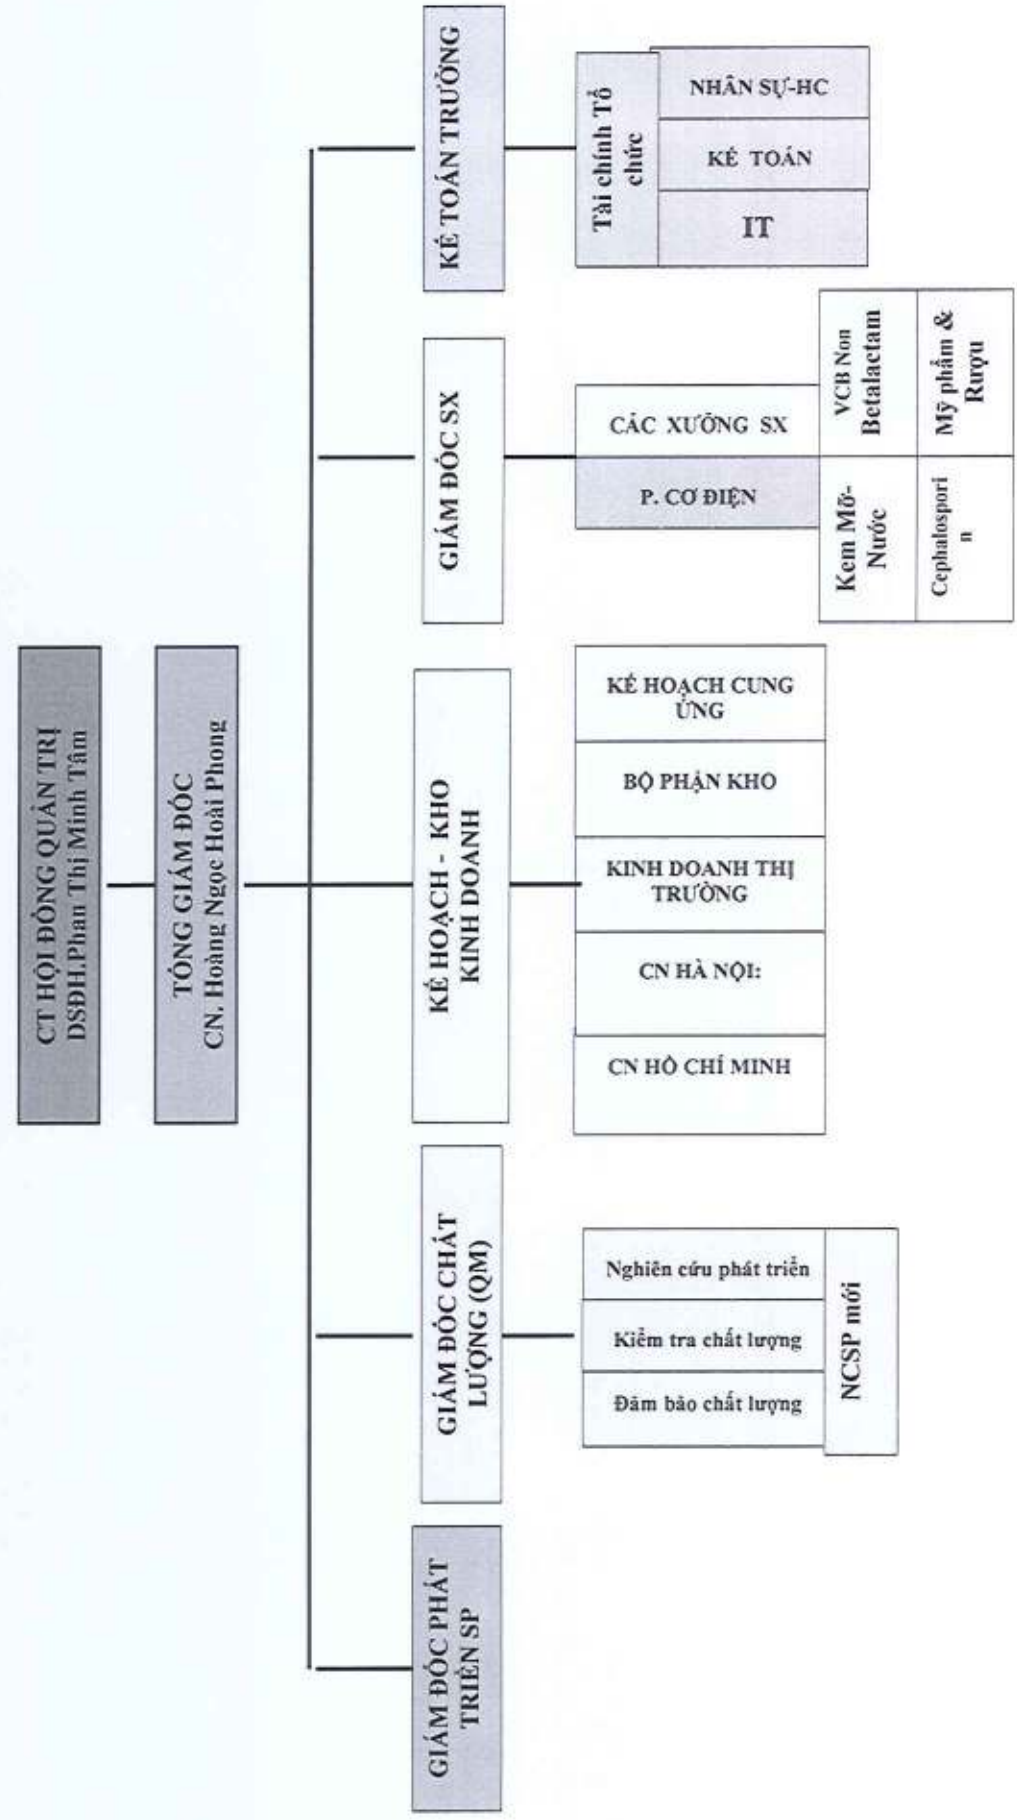 CT HỘI ĐỒNG QUẢN TRỊ
DSĐH.Phan Thị Minh Tâm
TỔNG GIÁM ĐỐC
CN. Hoàng Ngọc Hoài Phong
GIÁM ĐỐC PHÁT
TRIỂN SP
GIÁM ĐỐC CHẤT
LƯỢNG (QM)
KẾ HOẠCH - KHO
KINH DOANH
GIÁM ĐỐC SX
KẾ TOÁN TRƯỞNG
Nghiên cứu phát triển
Kiểm tra chất lượng
Đảm bảo chất lượng
NCSP mới
KẾ HOẠCH CUNG
ỨNG
BỘ PHẬN KHO
KINH DOANH THỊ
TRƯỜNG
CN HÀ NỘI:
CN HỒ CHÍ MINH
CÁC XƯỞNG SX
P. CƠ ĐIỆN
Kem Mỡ-
Nước
VCB Non
Betalactam
Cephalospori
n
Mỹ phẩm &
Rượu
Tài chính Tổ
chức
NHÂN SỰ-HC
KẾ TOÁN
IT